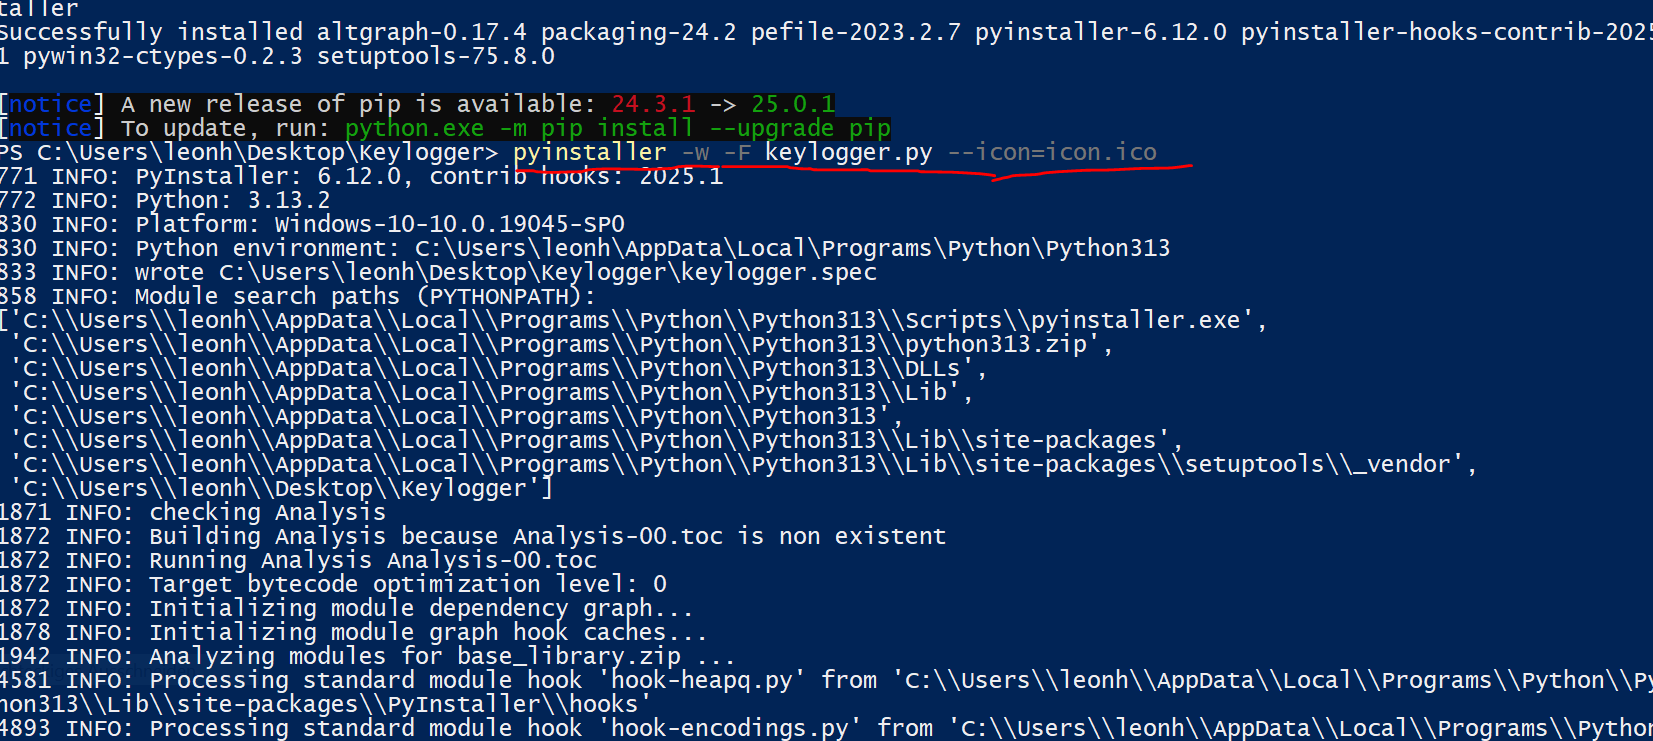 taller
Successfully installed altgraph-0.17.4 packaging-24.2 pefile-2023.2.7 pyinstaller-6.12.0 pyinstaller-hooks-contrib-2025
1 pywin32-ctypes-0.2.3 setuptools-75.8.0
[notice] A new release of pip is available: 24.3.1 -> 25.0.1
[notice] To update, run: python.exe -m pip install --upgrade pip
PS C:\Users\leonh\Desktop\Keylogger> pyinstaller -w -F keylogger.py --icon=icon.ico
771 INFO: PyInstaller: 6.12.0, contrib hooks: 2025.1
772 INFO: Python: 3.13.2
830 INFO: Platform: Windows-10-10.0.19045-SP0
830 INFO: Python environment: C:\Users\leonh\AppData\Local\Programs\Python\Python313
833 INFO: wrote C:\Users\leonh\Desktop\Keylogger\keylogger.spec
858 INFO: Module search paths (PYTHONPATH):
['C:\\Users\\leonh\\AppData\\Local\\Programs\\Python\\Python313\\Scripts\\pyinstaller.exe',
'C:\\Users\\leonh\\AppData\\Local\\Programs\\Python\\Python313\\python313.zip',
'C:\\Users\\leonh\\AppData\\Local\\Programs\\Python\\Python313\\DLLs',
'C:\\Users\\leonh\\AppData\\Local\\Programs\\Python\\Python313\\Lib',
'C:\\Users\\leonh\\AppData\\Local\\Programs\\Python\\Python313',
'C:\\Users\\leonh\\AppData\\Local\\Programs\\Python\\Python313\\Lib\\site-packages',
'C:\\Users\\leonh\\AppData\\Local\\Programs\\Python\\Python313\\Lib\\site-packages\\setuptools\\_vendor',
'C:\\Users\\leonh\\Desktop\\Keylogger']
1871 INFO: checking Analysis
1872 INFO: Building Analysis because Analysis-00.toc is non existent
1872 INFO: Running Analysis Analysis-00.toc
1872 INFO: Target bytecode optimization level: 0
1872 INFO: Initializing module dependency graph...
1878 INFO: Initializing module graph hook caches...
1942 INFO: Analyzing modules for base_library.zip ...
4581 INFO: Processing standard module hook 'hook-heapq.py' from 'C:\\Users\\leonh\\AppData\\Local\\Programs\\Python\\Py
hon313\\Lib\\site-packages\\PyInstaller\\hooks'
4893 INFO: Processing standard module hook 'hook-encodings.py' from 'C:\\Users\\leonh\\AppData\\Local\\Programs\\Python